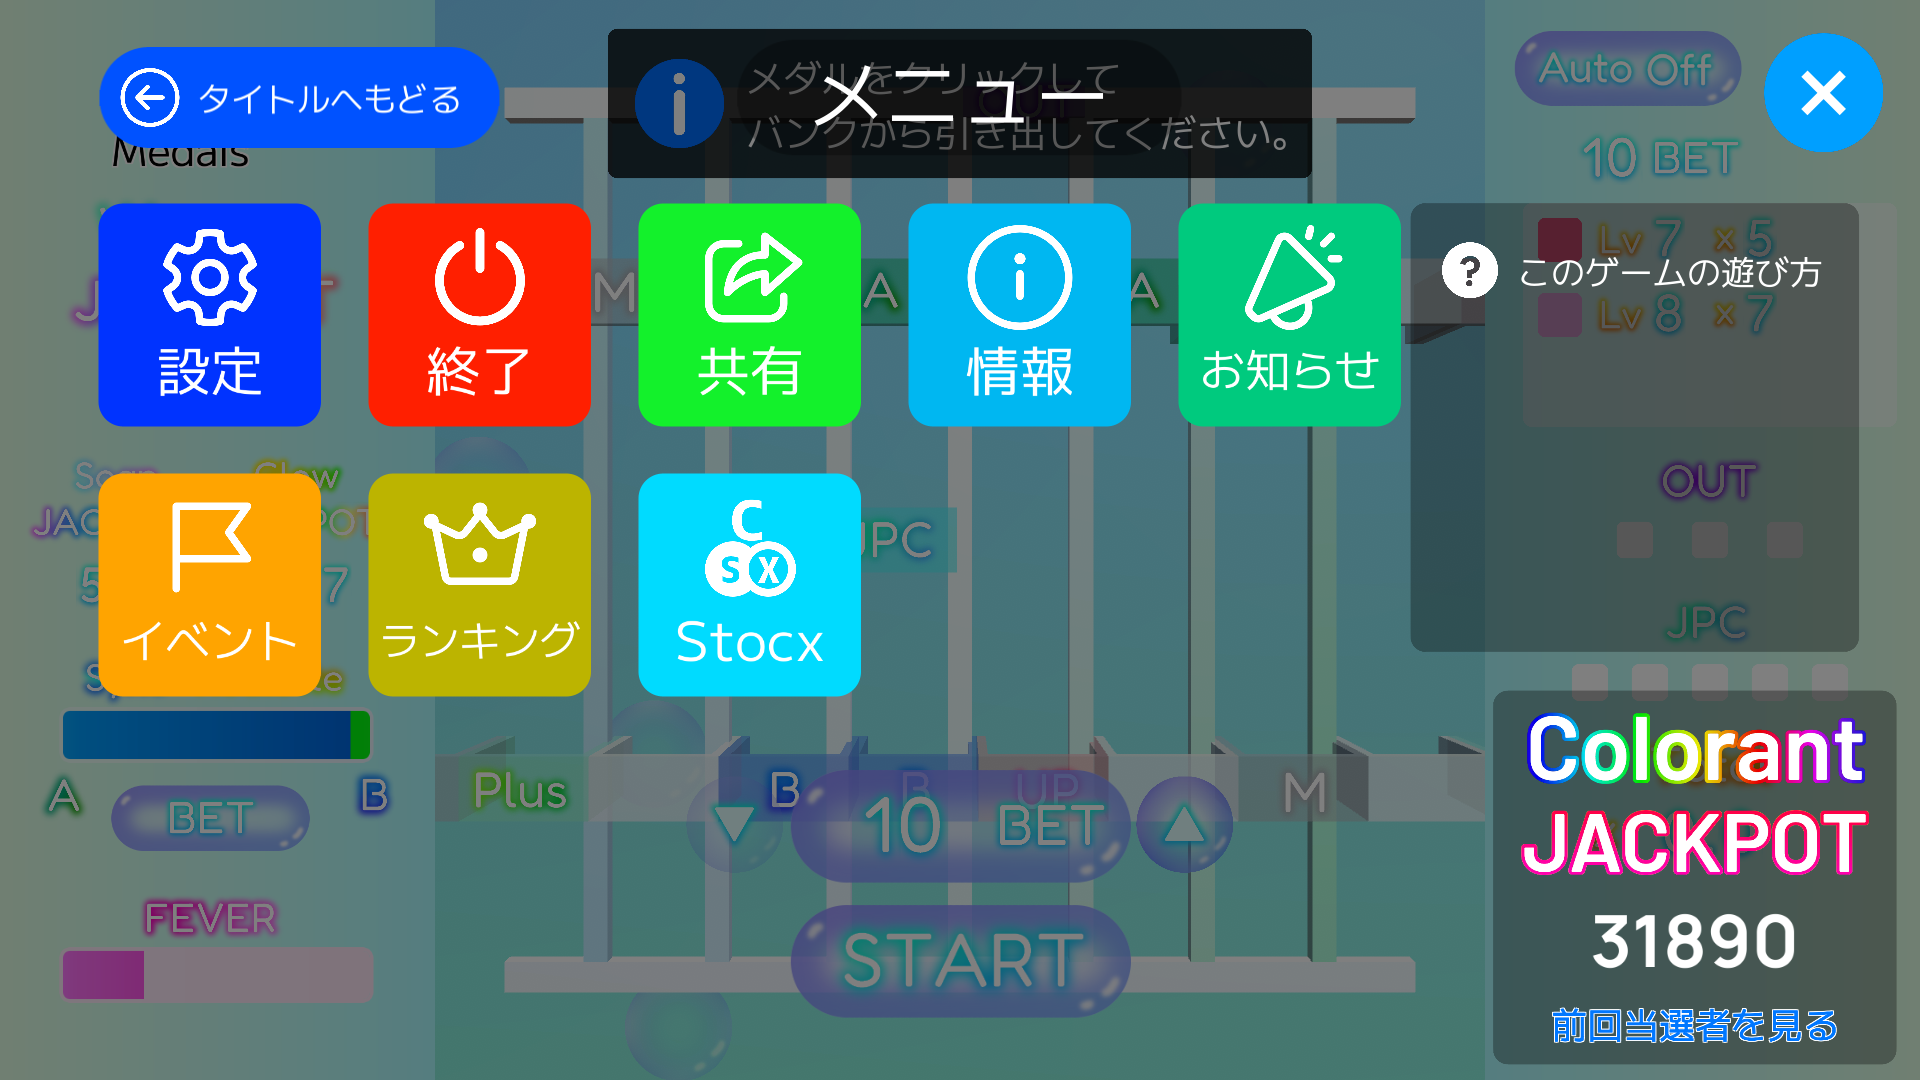 タイトルへもどる
メニュー
メダルをクリックして
バンクから引き出してください。
Auto Off
Medals
10 BET
設定
終了
共有
情報
お知らせ
このゲームの遊び方
Lv 7 x 5
Lv 8 x 7
M
A
A
OUT
JPC
JPC
イベント
ランキング
Stocx
A
B
BET
Plus
B
B
UP
M
10 BET
FEVER
START
Colorant
JACKPOT
31890
前回当選者を見る